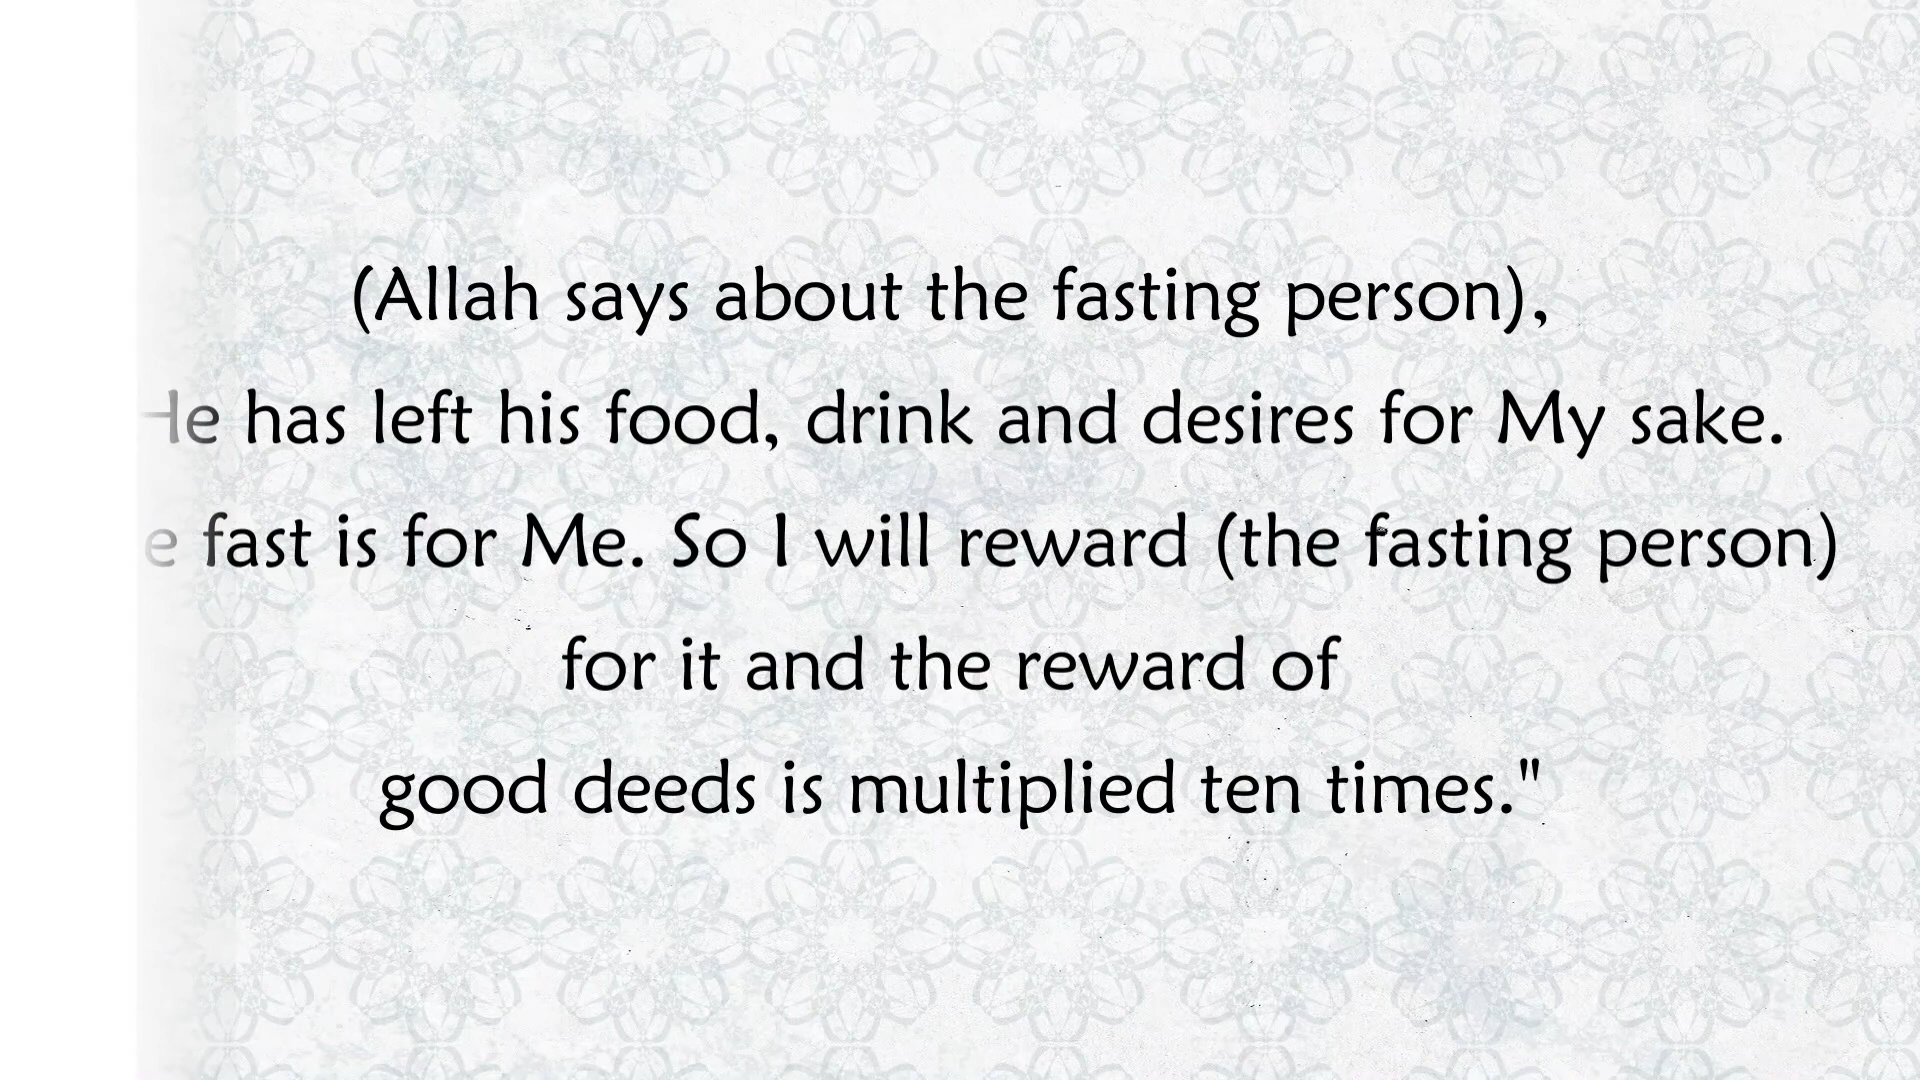 (Allah says about the fasting person),
He has left his food, drink and desires for My sake.
fast is for Me. So I will reward (the fasting person)
for it and the reward of
good deeds is multiplied ten times."